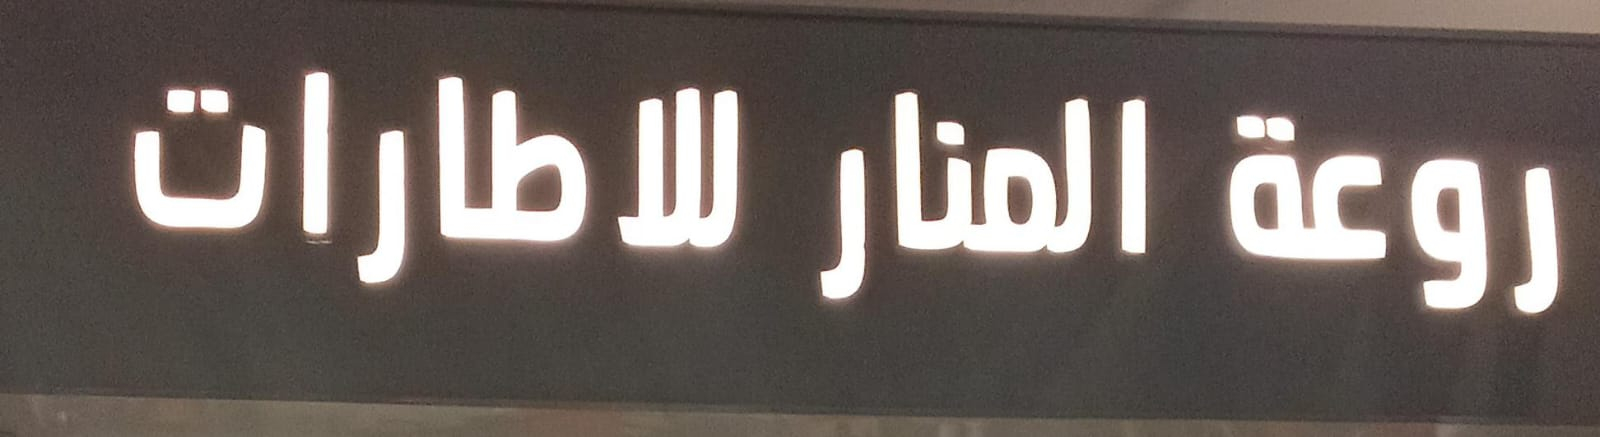 روعة المنار للاطارات